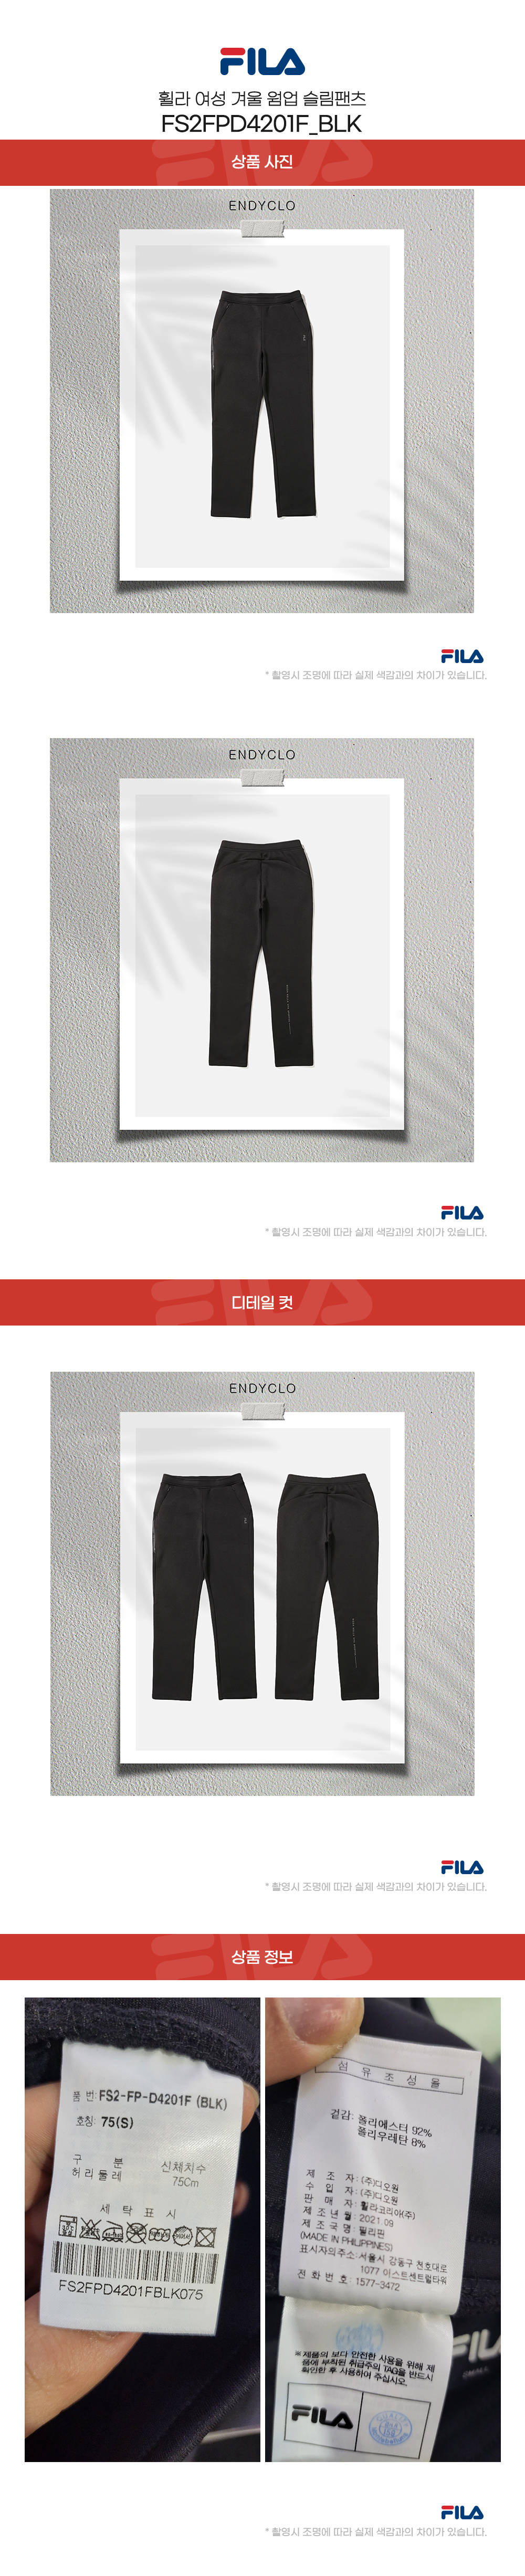 FILA
휠라 여성 겨울 웜업 슬림팬츠
FS2FPD4201F_BLK
상품 사진
ENDYCLO
FILA
* 촬영시 조명에 따라 실제 색감과의 차이가 있습니다.
ENDYCLO
FILA
* 촬영시 조명에 따라 실제 색감과의 차이가 있습니다.
디테일 컷
ENDYCLO
FILA
* 촬영시 조명에 따라 실제 색감과의 차이가 있습니다.
상품 정보
품 번: FS2-FP-D4201F (BLK)
호칭: 75(S)
구 분 신체치수
허리둘레 75Cm
세 탁 표 시
FS2FPD4201FBLK075
섬 유 조 성 율
겉감: 폴리에스터 92%
폴리우레탄 8%
제 조 자: (주)디오원
수 입 자: (주)디오원
판 매 자: 휠라코리아(주)
제 조 년 월: 2021.09
제 조 국 명: 필리핀
(MADE IN PHILIPPINES)
표시자의주소: 서울시 강동구 천호대로
1077 이스트센트럴타워
전 화 번 호: 1577-3472
※제품의 보다 안전한 사용을 위해 제
품에 부착된 취급주의 TAG을 반드시
확인한 후 사용하여 주십시오.
FILA
FILA
* 촬영시 조명에 따라 실제 색감과의 차이가 있습니다.